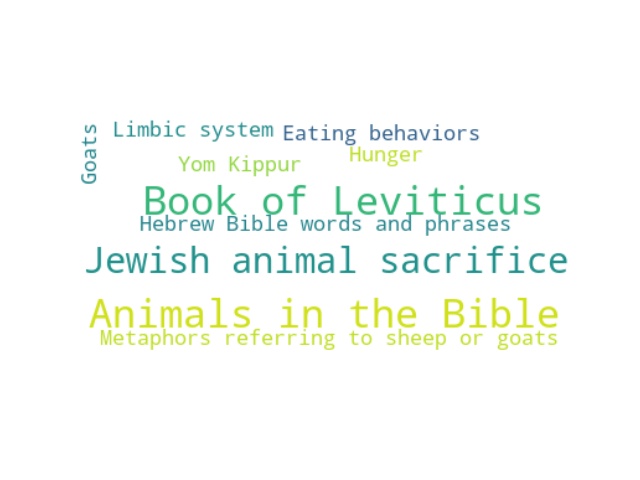 Goats
Limbic system
Eating behaviors
Hunger
Yom Kippur
Book of Leviticus
Hebrew Bible words and phrases
Jewish animal sacrifice
Animals in the Bible
Metaphors referring to sheep or goats